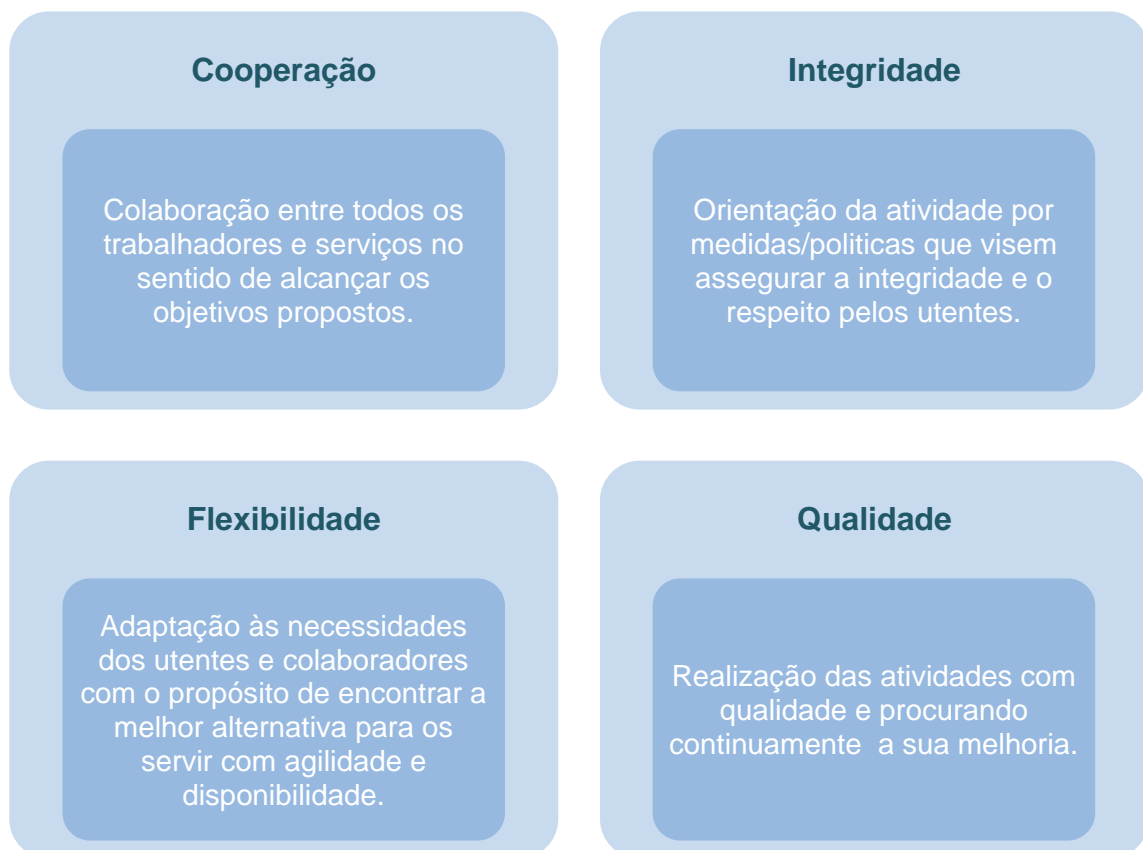 Cooperação
Colaboração entre todos os
trabalhadores e serviços no
sentido de alcançar os
objetivos propostos.
Integridade
Orientação da atividade por
medidas/politicas que visem
assegurar a integridade e o
respeito pelos utentes.
Flexibilidade
Adaptação às necessidades
dos utentes e colaboradores
com o propósito de encontrar a
melhor alternativa para os
servir com agilidade e
disponibilidade.
Qualidade
Realização das atividades com
qualidade e procurando
continuamente  a sua melhoria.